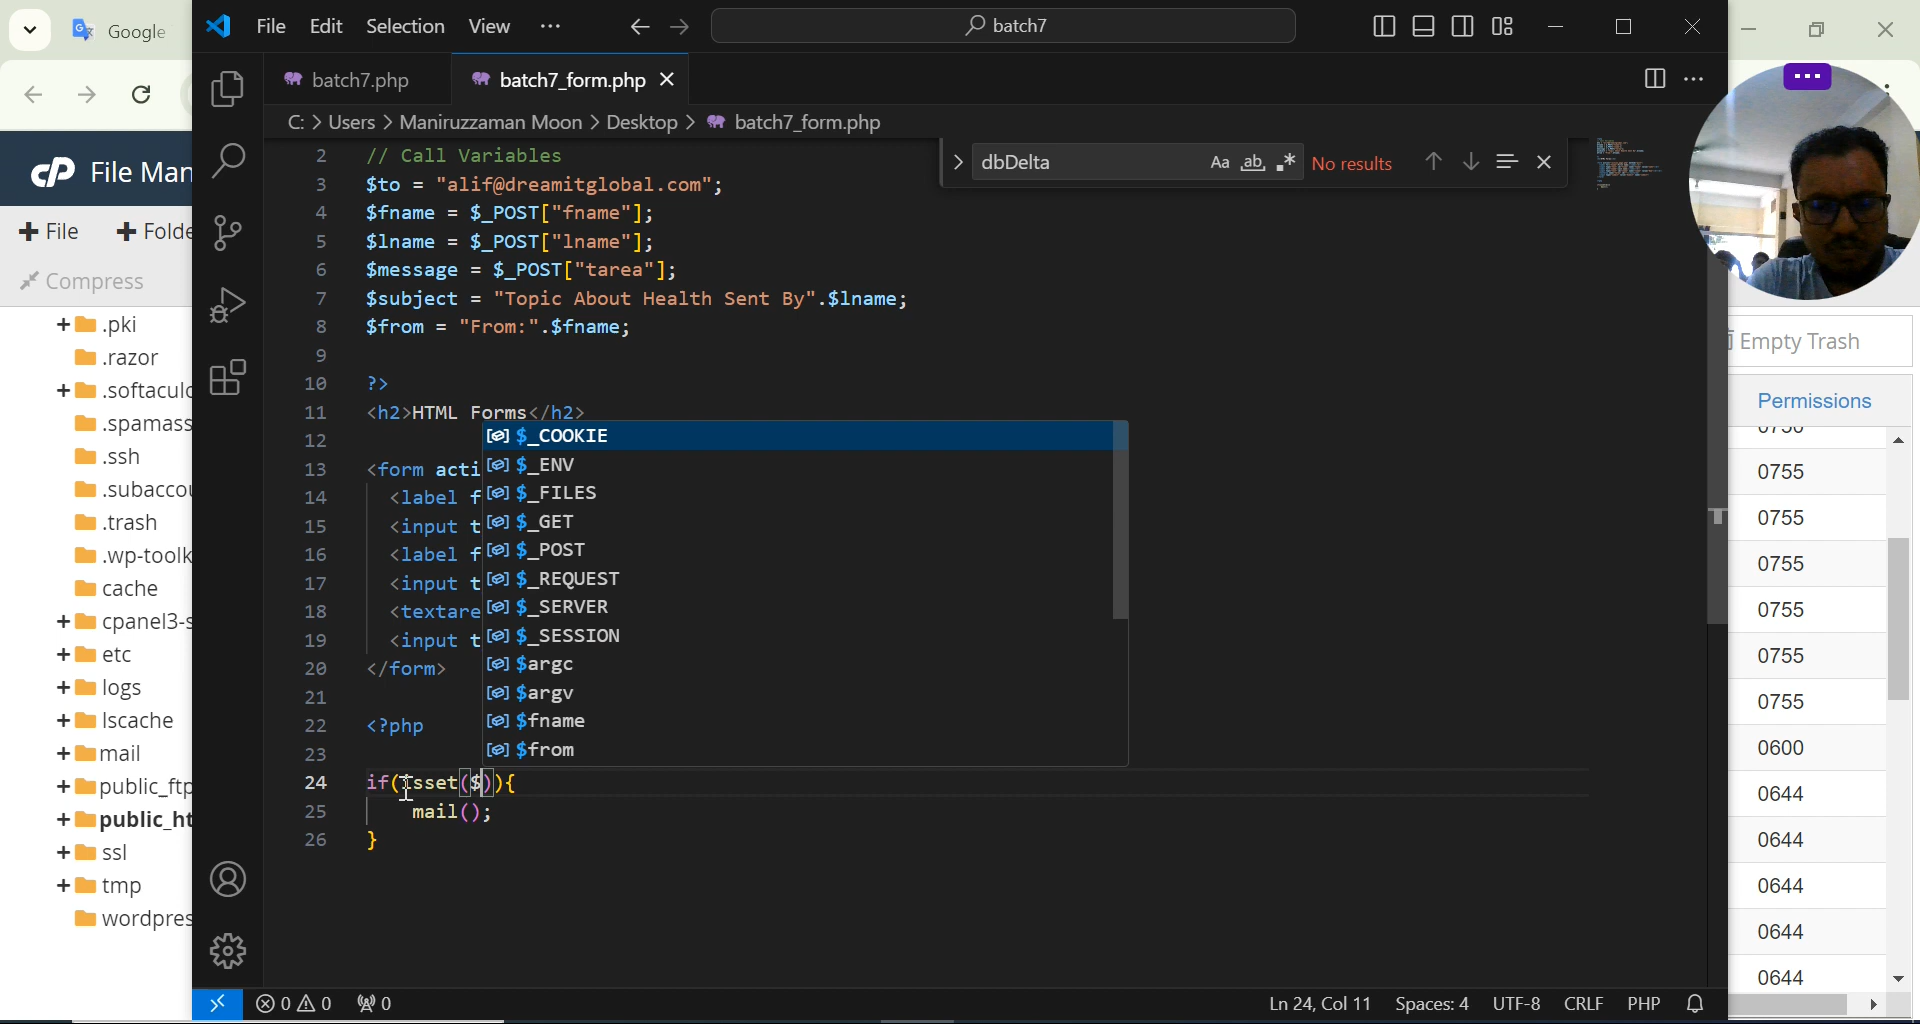 Google
File Edit Selection View ··· batch7
batch7.php batch7_form.php
C: > Users > Maniruzzaman Moon > Desktop > batch7_form.php
dbDelta Aa ab .* No results
2 // Call Variables
3 $to = "alif@dreamitglobal.com";
4 $fname = $_POST["fname"];
5 $lname = $_POST["lname"];
6 $message = $_POST["tarea"];
7 $subject = "Topic About Health Sent By".$lname;
8 $from = "From:".$fname;
9
10 ?>
11 <h2>HTML Forms</h2>
12
13 <form acti
14 <label f
15 <input t
16 <label f
17 <input t
18 <textare
19 <input t
20 </form>
21
22 <?php
23
24 if(isset($)){
25 mail();
26 }
$_COOKIE
$_ENV
$_FILES
$_GET
$_POST
$_REQUEST
$_SERVER
$_SESSION
$argc
$argv
$fname
$from
cP File Man
+ File + Folde
Compress
+ .pki
.razor
+ .softaculo
.spamass
.ssh
.subaccou
.trash
.wp-toolk
cache
+ cpanel3-s
+ etc
+ logs
+ lscache
+ mail
+ public_ftp
+ public_ht
+ ssl
+ tmp
wordpres
Empty Trash
Permissions
0755
0755
0755
0755
0755
0755
0600
0644
0644
0644
0644
0644
0 0 0
Ln 24, Col 11 Spaces: 4 UTF-8 CRLF PHP